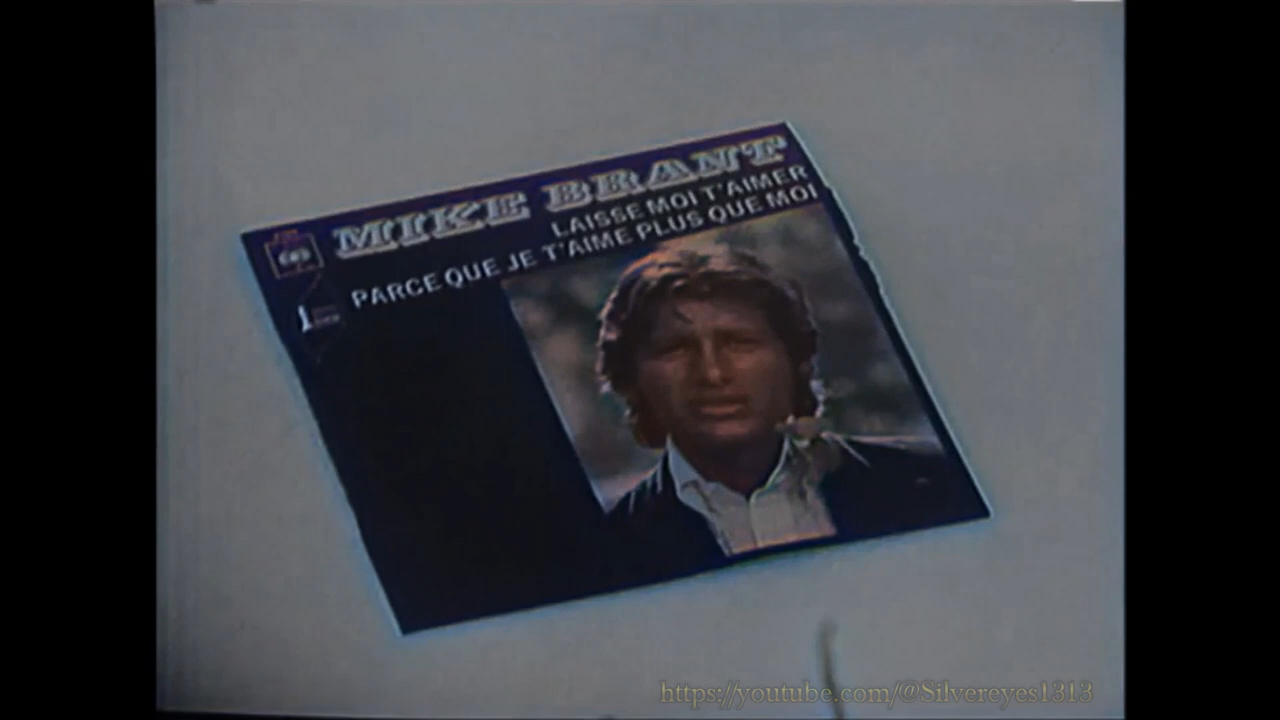 MIKE BRANT
LAISSE MOI T'AIMER
PARCE QUE JE T'AIME PLUS QUE MOI
https://youtube.com/@Silvereyes1313